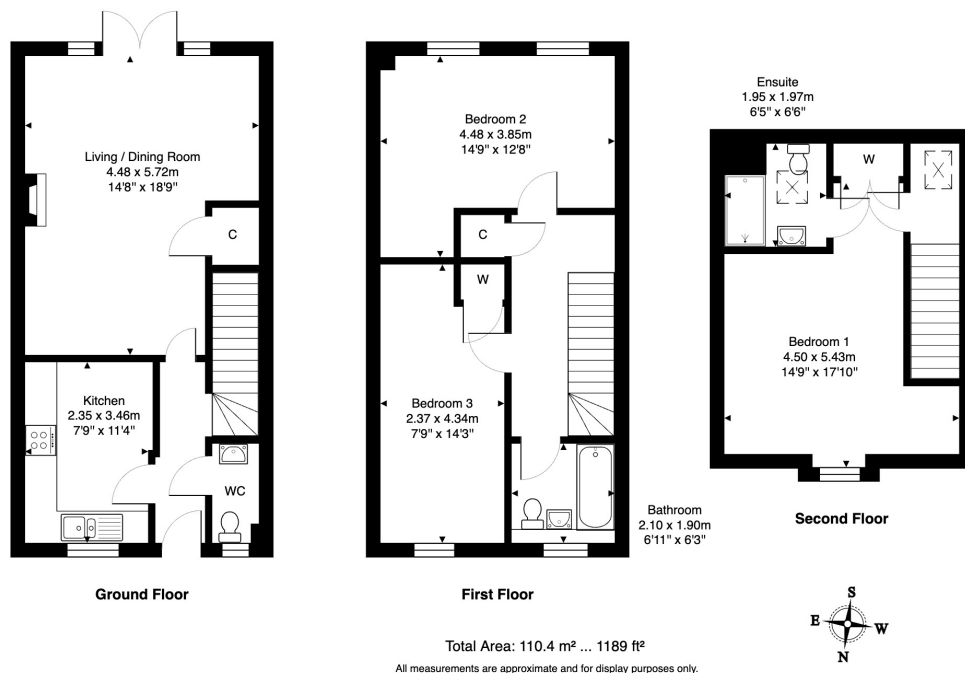 Living / Dining Room
4.48 x 5.72m
14'8" x 18'9"
C
Kitchen
2.35 x 3.46m
7'9" x 11'4"
WC
Ground Floor
Bedroom 2
4.48 x 3.85m
14'9" x 12'8"
C
W
Bedroom 3
2.37 x 4.34m
7'9" x 14'3"
Bathroom
2.10 x 1.90m
6'11" x 6'3"
First Floor
Ensuite
1.95 x 1.97m
6'5" x 6'6"
W
Bedroom 1
4.50 x 5.43m
14'9" x 17'10"
Second Floor
S
E
W
N
Total Area: 110.4 m² ... 1189 ft²
All measurements are approximate and for display purposes only.